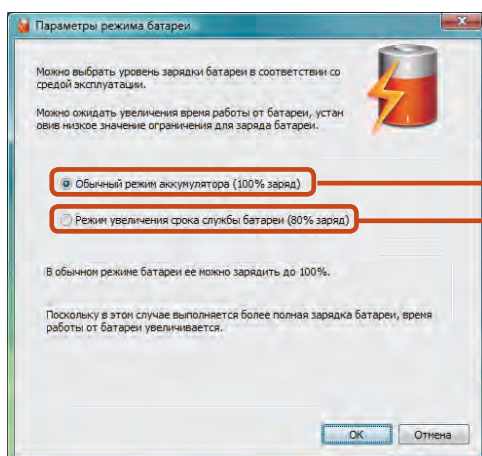 Параметры режима батареи
Можно выбрать уровень зарядки батареи в соответствии со
средой эксплуатации.
Можно ожидать увеличения время работы от батареи, устан
овив низкое значение ограничения для заряда батареи.
Обычный режим аккумулятора (100% заряд)
Режим увеличения срока службы батареи (80% заряд)
В обычном режиме батареи ее можно зарядить до 100%.
Поскольку в этом случае выполняется более полная зарядка батареи, время
работы от батареи увеличивается.
OK Отмена